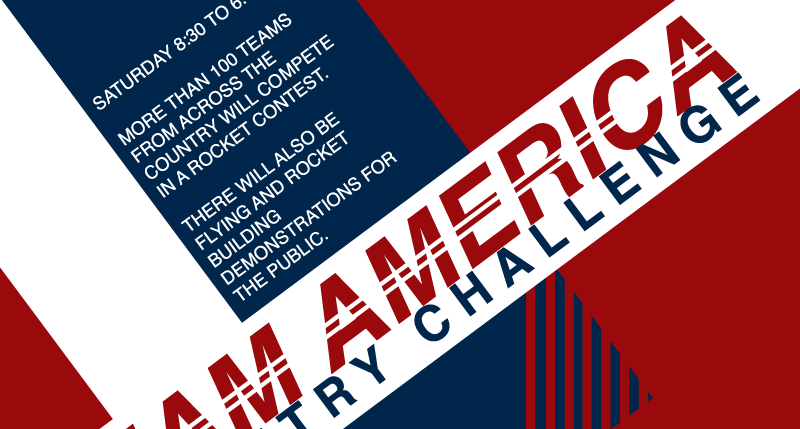 SATURDAY 8:30 TO 6:
MORE THAN 100 TEAMS
FROM ACROSS THE
COUNTRY WILL COMPETE
IN A ROCKET CONTEST.
THERE WILL ALSO BE
FLYING AND ROCKET
BUILDING
DEMONSTRATIONS FOR
THE PUBLIC.
AM AMERICA
TRY CHALLENGE